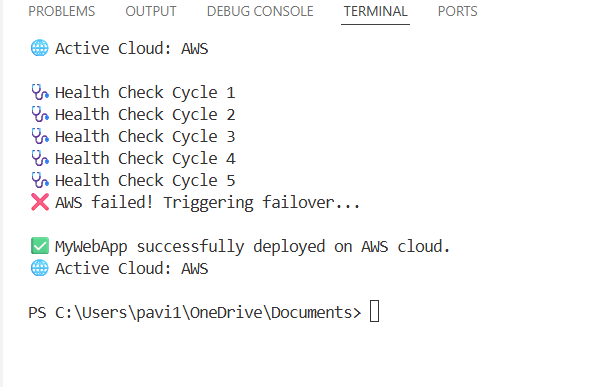 PROBLEMS OUTPUT DEBUG CONSOLE TERMINAL PORTS
🌐 Active Cloud: AWS
🩺 Health Check Cycle 1
🩺 Health Check Cycle 2
🩺 Health Check Cycle 3
🩺 Health Check Cycle 4
🩺 Health Check Cycle 5
❌ AWS failed! Triggering failover...
✅ MyWebApp successfully deployed on AWS cloud.
🌐 Active Cloud: AWS
PS C:\Users\pavi1\OneDrive\Documents>